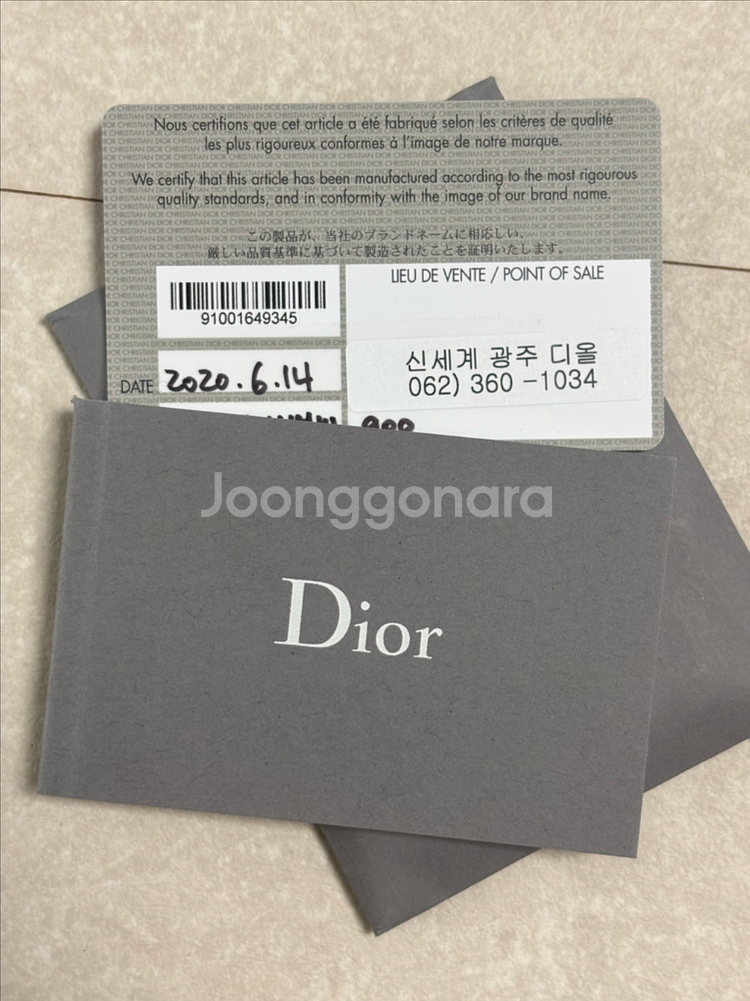 Nous certifions que cet article a été fabriqué selon les critères de qualité
les plus rigoureux conformes à l'image de notre marque.
We certify that this article has been manufactured according to the most rigourous
quality standards, and in conformity with the image of our brand name.
この製品が、当社のブランドネームに相応しい、
厳しい品質基準に基づいて製造されたことを証明いたします。
LIEU DE VENTE / POINT OF SALE
91001649345
신세계 광주 디올
062) 360 -1034
DATE 2020.6.14
Joonggonara
Dior